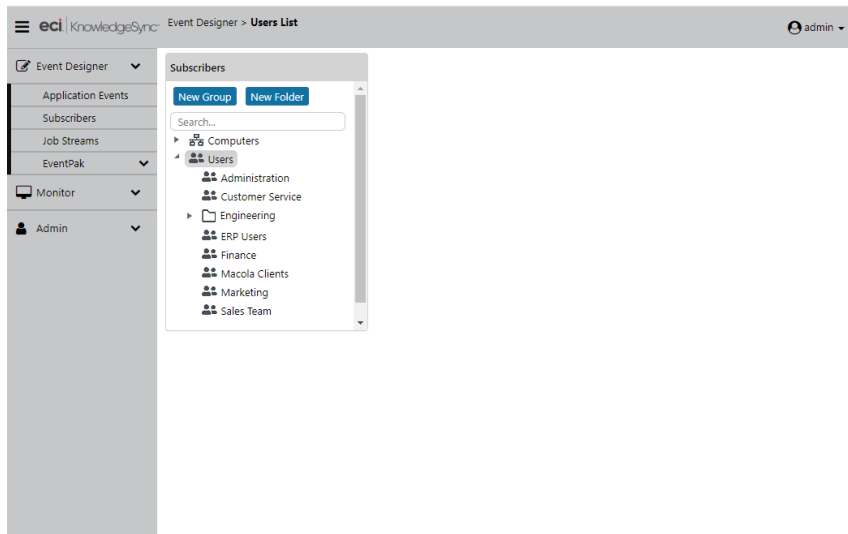 eci KnowledgeSync
Event Designer > Users List
admin
Event Designer
Application Events
Subscribers
Job Streams
EventPak
Monitor
Admin
Subscribers
New Group New Folder
Search...
Computers
Users
Administration
Customer Service
Engineering
ERP Users
Finance
Macola Clients
Marketing
Sales Team